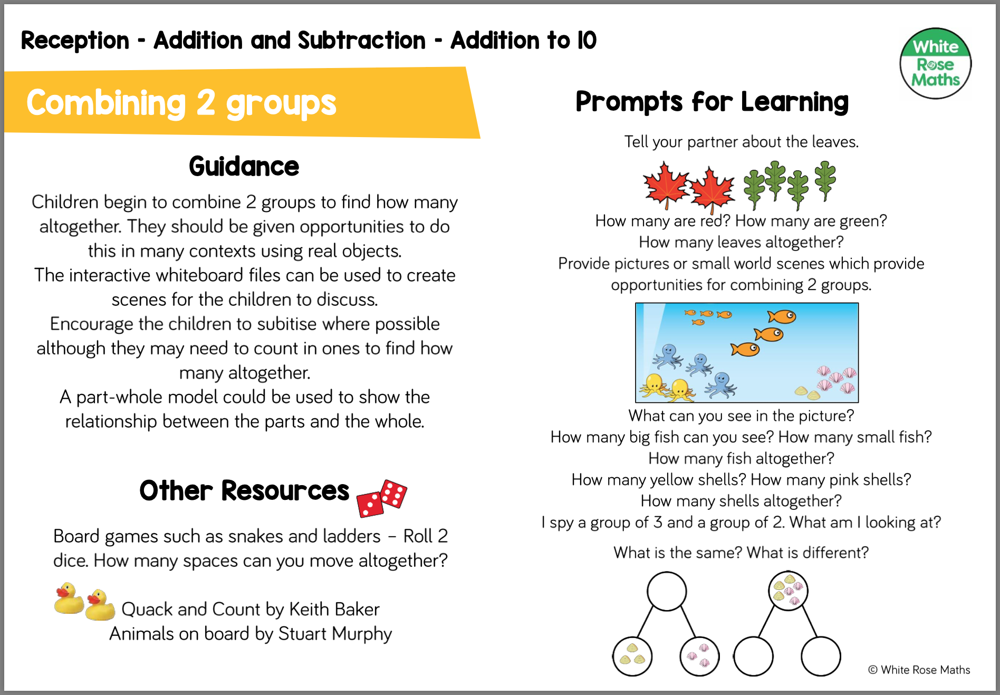 Reception - Addition and Subtraction - Addition to 10
White
Rose
Maths
Combining 2 groups
Guidance
Children begin to combine 2 groups to find how many
altogether. They should be given opportunities to do
this in many contexts using real objects.
The interactive whiteboard files can be used to create
scenes for the children to discuss.
Encourage the children to subitise where possible
although they may need to count in ones to find how
many altogether.
A part-whole model could be used to show the
relationship between the parts and the whole.
Other Resources
Board games such as snakes and ladders – Roll 2
dice. How many spaces can you move altogether?
Quack and Count by Keith Baker
Animals on board by Stuart Murphy
Prompts for Learning
Tell your partner about the leaves.
How many are red? How many are green?
How many leaves altogether?
Provide pictures or small world scenes which provide
opportunities for combining 2 groups.
What can you see in the picture?
How many big fish can you see? How many small fish?
How many fish altogether?
How many yellow shells? How many pink shells?
How many shells altogether?
I spy a group of 3 and a group of 2. What am I looking at?
What is the same? What is different?
© White Rose Maths